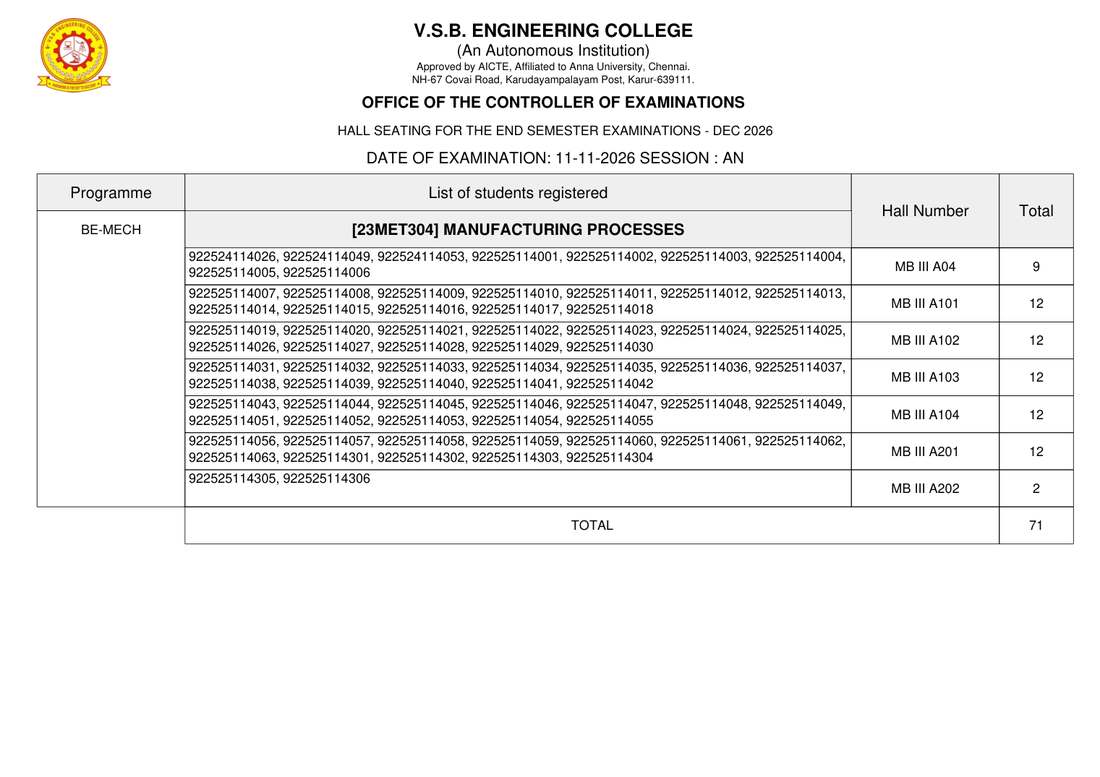 V.S.B. ENGINEERING COLLEGE
(An Autonomous Institution)
Approved by AICTE, Affiliated to Anna University, Chennai.
NH-67 Covai Road, Karudayampalayam Post, Karur-639111.
OFFICE OF THE CONTROLLER OF EXAMINATIONS
HALL SEATING FOR THE END SEMESTER EXAMINATIONS - DEC 2026
DATE OF EXAMINATION: 11-11-2026 SESSION : AN
Programme List of students registered Hall Number Total
BE-MECH [23MET304] MANUFACTURING PROCESSES
922524114026, 922524114049, 922524114053, 922525114001, 922525114002, 922525114003, 922525114004,
922525114005, 922525114006
MB III A04 9
922525114007, 922525114008, 922525114009, 922525114010, 922525114011, 922525114012, 922525114013,
922525114014, 922525114015, 922525114016, 922525114017, 922525114018
MB III A101 12
922525114019, 922525114020, 922525114021, 922525114022, 922525114023, 922525114024, 922525114025,
922525114026, 922525114027, 922525114028, 922525114029, 922525114030
MB III A102 12
922525114031, 922525114032, 922525114033, 922525114034, 922525114035, 922525114036, 922525114037,
922525114038, 922525114039, 922525114040, 922525114041, 922525114042
MB III A103 12
922525114043, 922525114044, 922525114045, 922525114046, 922525114047, 922525114048, 922525114049,
922525114051, 922525114052, 922525114053, 922525114054, 922525114055
MB III A104 12
922525114056, 922525114057, 922525114058, 922525114059, 922525114060, 922525114061, 922525114062,
922525114063, 922525114301, 922525114302, 922525114303, 922525114304
MB III A201 12
922525114305, 922525114306
MB III A202 2
TOTAL 71